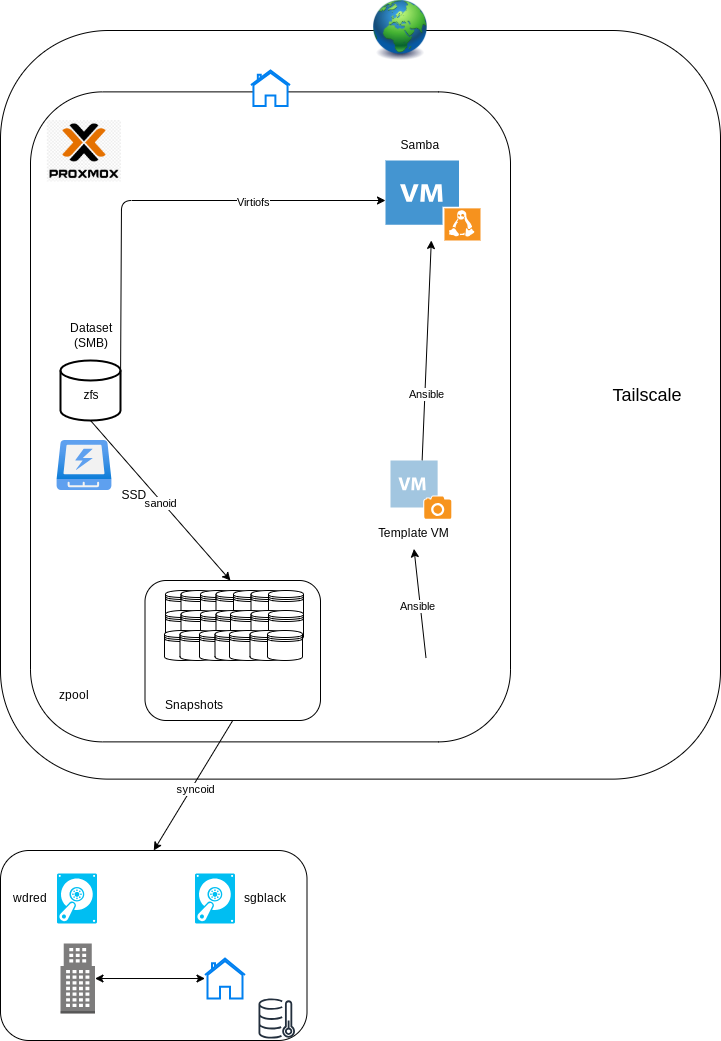 PROXMOX
Samba
VM
Virtiofs
Dataset
(SMB)
zfs
Ansible
Tailscale
VM
SSD
sanoid
Template VM
Ansible
zpool
Snapshots
syncoid
wdred
sgblack